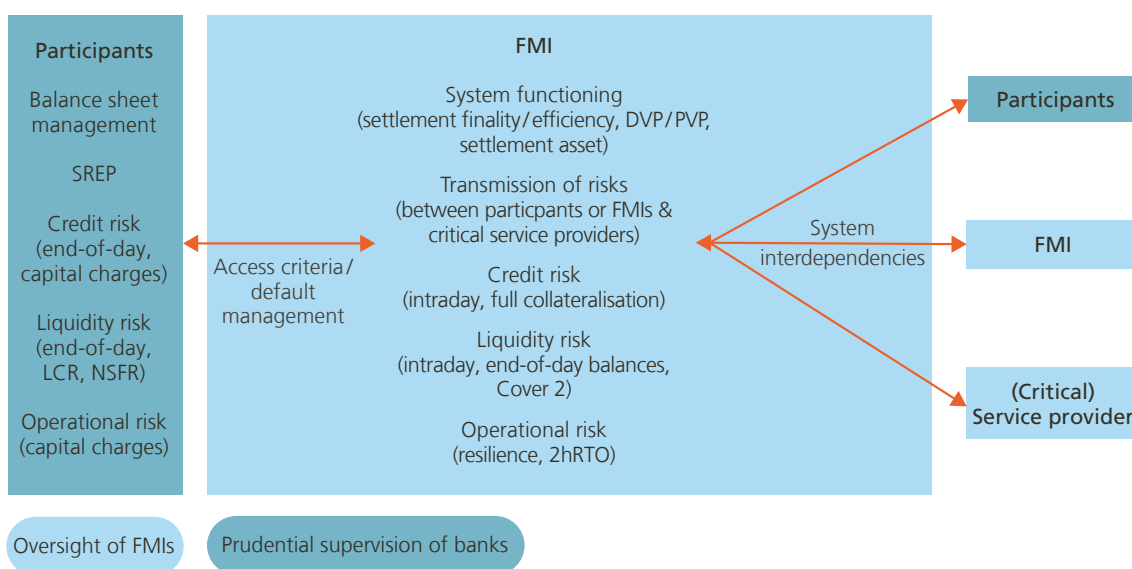 Participants
Balance sheet
management
SREP
Credit risk
(end-of-day,
capital charges)
Liquidity risk
(end-of-day,
LCR, NSFR)
Operational risk
(capital charges)
Access criteria/
default
management
FMI
System functioning
(settlement finality/efficiency, DVP/PVP,
settlement asset)
Transmission of risks
(between particpants or FMIs &
critical service providers)
Credit risk
(intraday, full collateralisation)
Liquidity risk
(intraday, end-of-day balances,
Cover 2)
Operational risk
(resilience, 2hRTO)
System
interdependencies
Participants
FMI
(Critical)
Service provider
Oversight of FMIs
Prudential supervision of banks